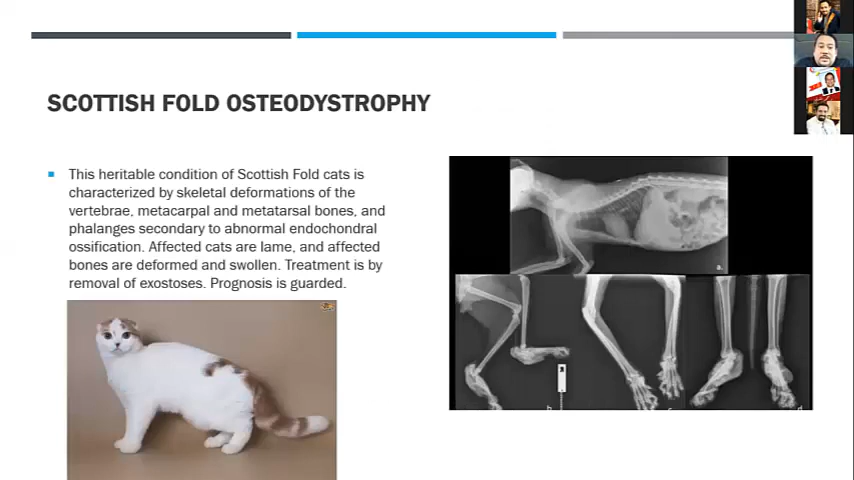 SCOTTISH FOLD OSTEODYSTROPHY
This heritable condition of Scottish Fold cats is
characterized by skeletal deformations of the
vertebrae, metacarpal and metatarsal bones, and
phalanges secondary to abnormal endochondral
ossification. Affected cats are lame, and affected
bones are deformed and swollen. Treatment is by
removal of exostoses. Prognosis is guarded.
a.
b
c
d